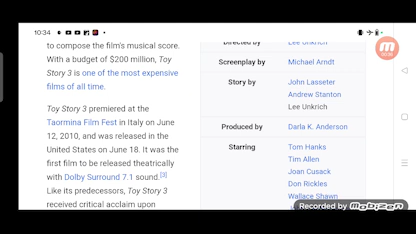 10:34
to compose the film's musical score.
With a budget of $200 million, Toy
Story 3 is one of the most expensive
films of all time.
Toy Story 3 premiered at the
Taormina Film Fest in Italy on June
12, 2010, and was released in the
United States on June 18. It was the
first film to be released theatrically
with Dolby Surround 7.1 sound.[3]
Like its predecessors, Toy Story 3
received critical acclaim upon
Directed by Lee Unkrich
Screenplay by Michael Arndt
Story by John Lasseter
Andrew Stanton
Lee Unkrich
Produced by Darla K. Anderson
Starring Tom Hanks
Tim Allen
Joan Cusack
Don Rickles
Wallace Shawn
Recorded by Mobizen